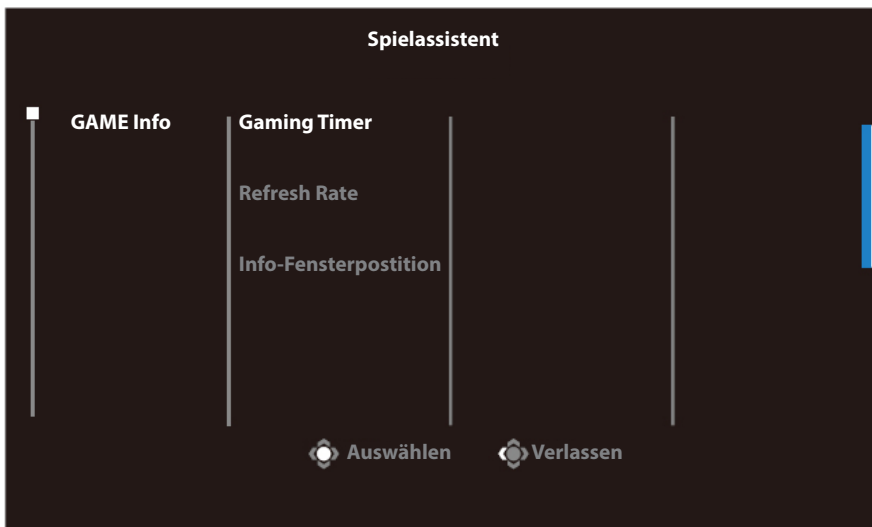 Spielassistent
GAME Info
Gaming Timer
Refresh Rate
Info-Fensterpostition
Auswählen
Verlassen